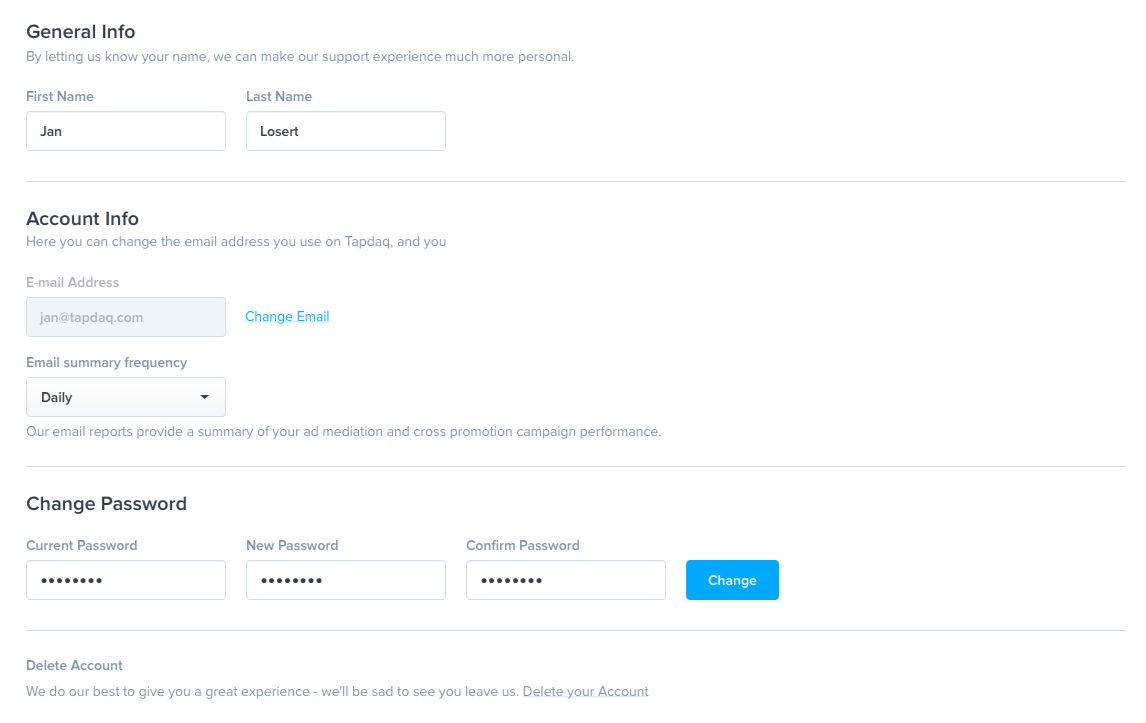 General Info
By letting us know your name, we can make our support experience much more personal.
First Name Last Name
Jan Losert
Account Info
Here you can change the email address you use on Tapdaq, and you
E-mail Address
jan@tapdaq.com Change Email
Email summary frequency
Daily
Our email reports provide a summary of your ad mediation and cross promotion campaign performance.
Change Password
Current Password New Password Confirm Password
•••••••• •••••••• •••••••• Change
Delete Account
We do our best to give you a great experience - we'll be sad to see you leave us. Delete your Account